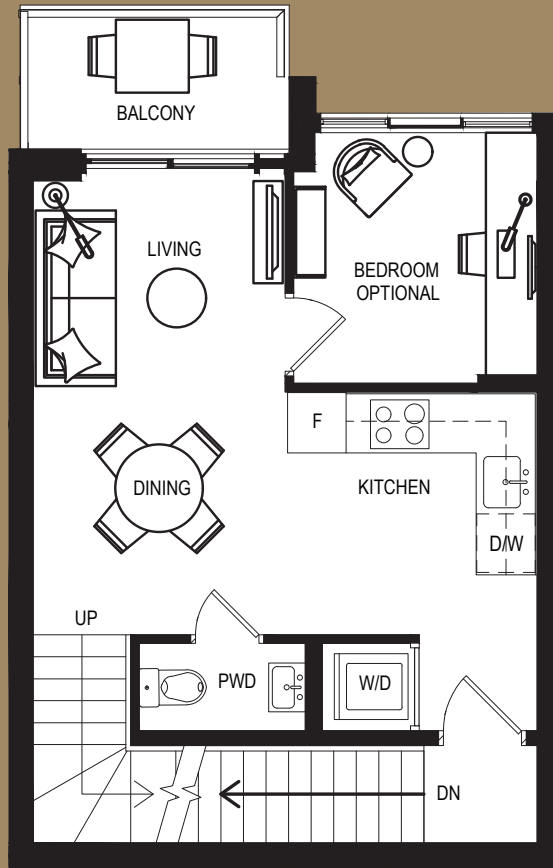 BALCONY
LIVING
BEDROOM
OPTIONAL
F
DINING
KITCHEN
D/W
UP
PWD
W/D
DN